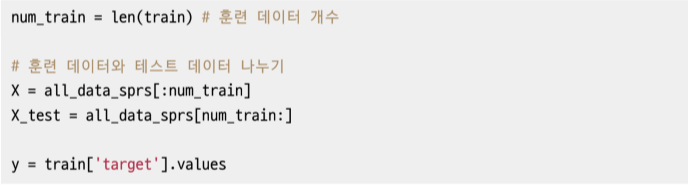 num_train = len(train) # 훈련 데이터 개수
# 훈련 데이터와 테스트 데이터 나누기
X = all_data_sprs[:num_train]
X_test = all_data_sprs[num_train:]
y = train['target'].values